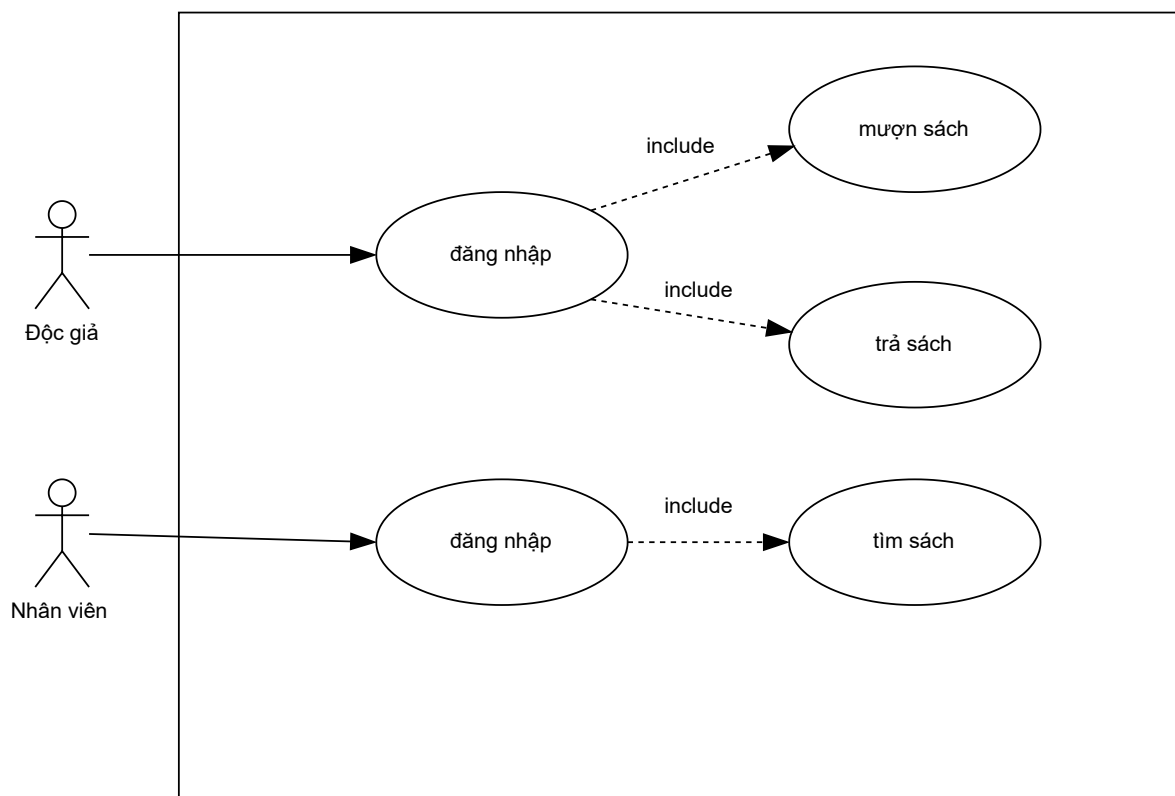 mượn sách
include
đăng nhập
include
trả sách
Độc giả
include
đăng nhập
tìm sách
Nhân viên